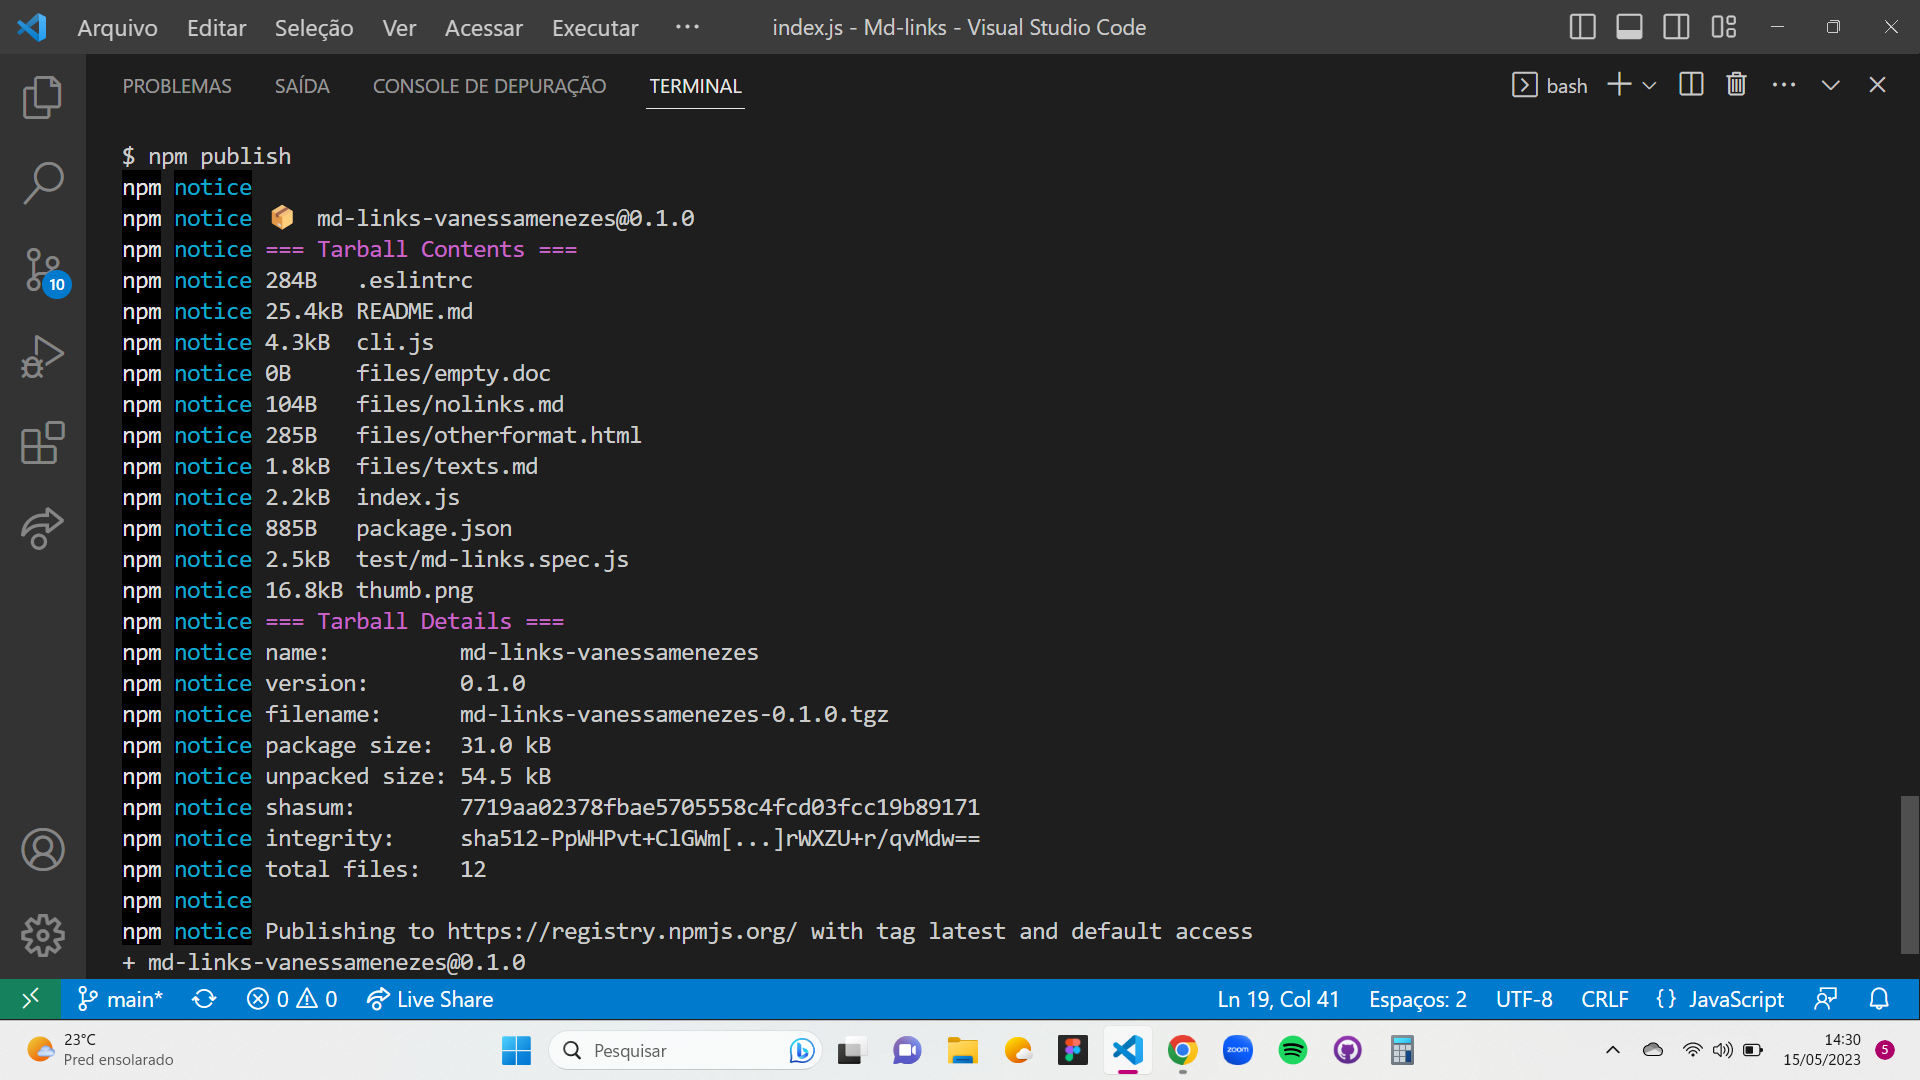 Arquivo Editar Seleção Ver Acessar Executar ··· index.js - Md-links - Visual Studio Code
PROBLEMAS SAÍDA CONSOLE DE DEPURAÇÃO TERMINAL bash
$ npm publish
npm notice
npm notice 📦 md-links-vanessamenezes@0.1.0
npm notice === Tarball Contents ===
npm notice 284B .eslintrc
npm notice 25.4kB README.md
npm notice 4.3kB cli.js
npm notice 0B files/empty.doc
npm notice 104B files/nolinks.md
npm notice 285B files/otherformat.html
npm notice 1.8kB files/texts.md
npm notice 2.2kB index.js
npm notice 885B package.json
npm notice 2.5kB test/md-links.spec.js
npm notice 16.8kB thumb.png
npm notice === Tarball Details ===
npm notice name: md-links-vanessamenezes
npm notice version: 0.1.0
npm notice filename: md-links-vanessamenezes-0.1.0.tgz
npm notice package size: 31.0 kB
npm notice unpacked size: 54.5 kB
npm notice shasum: 7719aa02378fbae5705558c4fcd03fcc19b89171
npm notice integrity: sha512-PpWHPvt+ClGWm[...]rWXZU+r/qvMdw==
npm notice total files: 12
npm notice
npm notice Publishing to https://registry.npmjs.org/ with tag latest and default access
+ md-links-vanessamenezes@0.1.0
10
main* 0 0 Live Share Ln 19, Col 41 Espaços: 2 UTF-8 CRLF {} JavaScript
23°C
Pred ensolarado
Pesquisar
zoom
14:30
15/05/2023
5